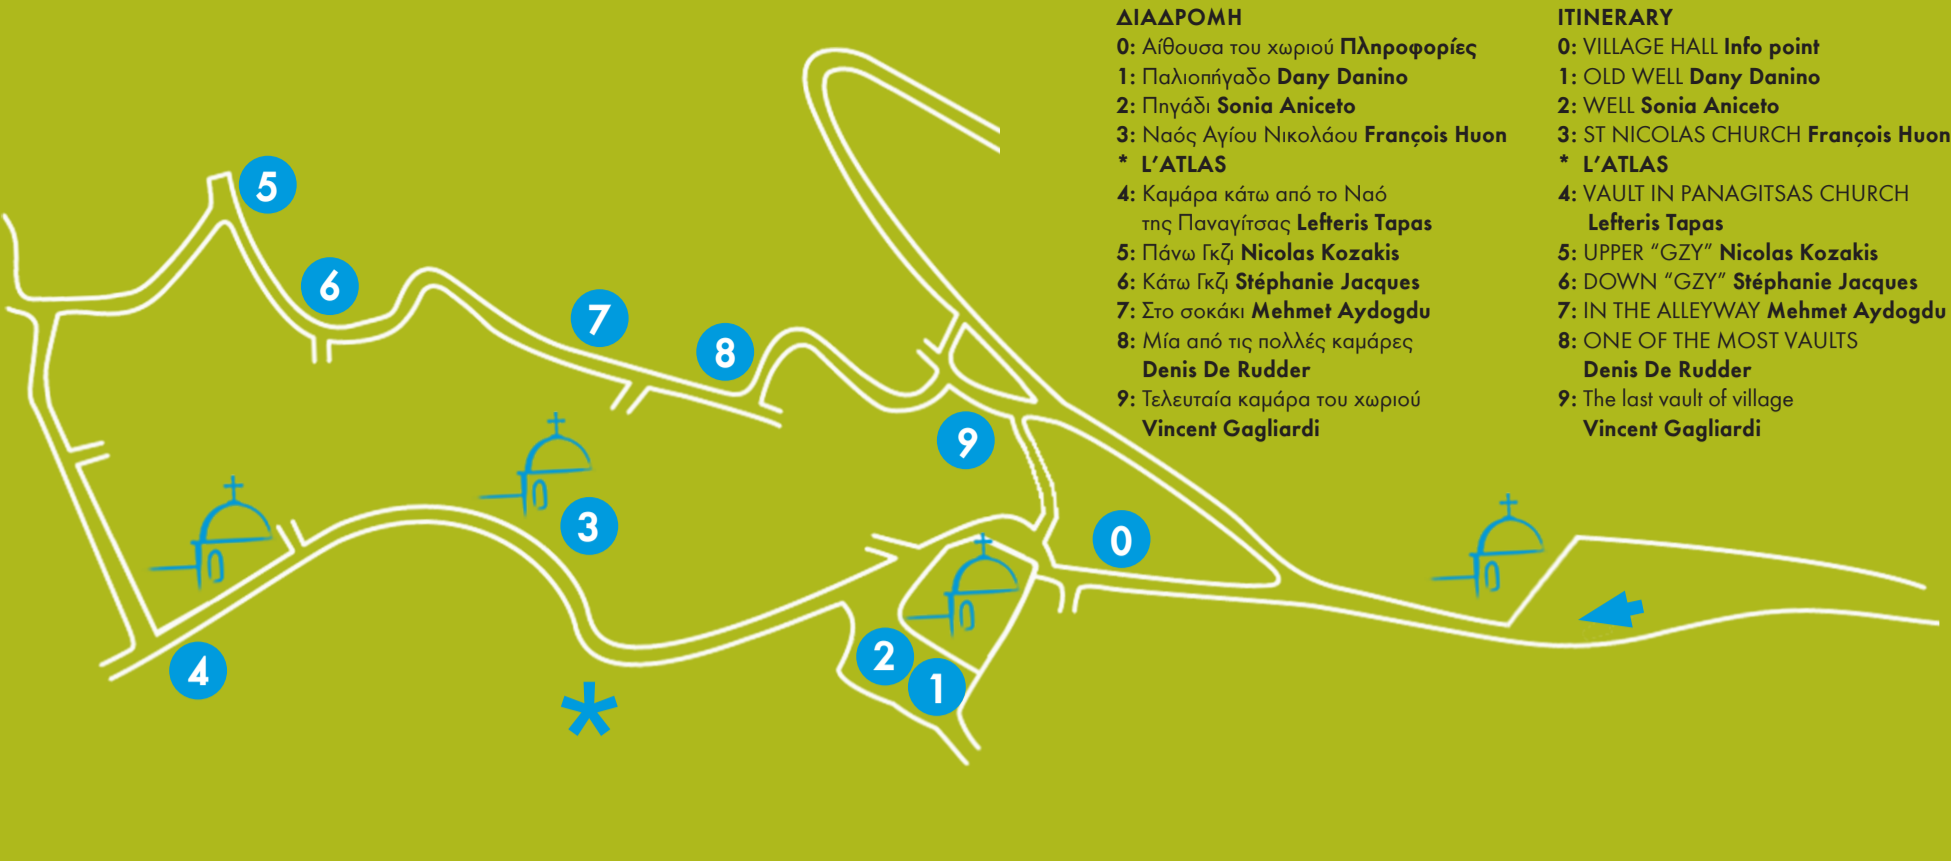 ΔΙΑΔΡΟΜΗ
0: Αίθουσα του χωριού Πληροφορίες
1: Παλιοπήγαδο Dany Danino
2: Πηγάδι Sonia Aniceto
3: Ναός Αγίου Νικολάου François Huon
* L'ATLAS
4: Καμάρα κάτω από το Ναό
της Παναγίτσας Lefteris Tapas
5: Πάνω Γκζι Nicolas Kozakis
6: Κάτω Γκζι Stéphanie Jacques
7: Στο σοκάκι Mehmet Aydogdu
8: Μία από τις πολλές καμάρες
Denis De Rudder
9: Τελευταία καμάρα του χωριού
Vincent Gagliardi
ITINERARY
0: VILLAGE HALL Info point
1: OLD WELL Dany Danino
2: WELL Sonia Aniceto
3: ST NICOLAS CHURCH François Huon
* L'ATLAS
4: VAULT IN PANAGITSAS CHURCH
Lefteris Tapas
5: UPPER “GZY” Nicolas Kozakis
6: DOWN “GZY” Stéphanie Jacques
7: IN THE ALLEYWAY Mehmet Aydogdu
8: ONE OF THE MOST VAULTS
Denis De Rudder
9: The last vault of village
Vincent Gagliardi
5
6
7
8
9
3
0
4
2
1
*